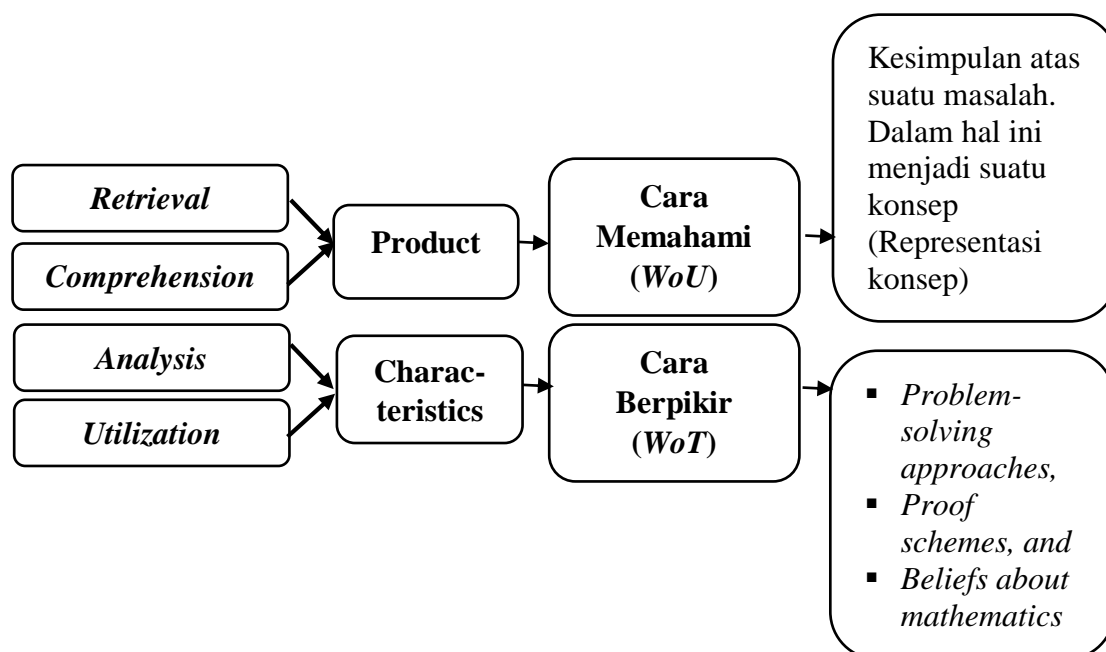 Retrieval
Comprehension
Product
Cara
Memahami
(WoU)
Kesimpulan atas
suatu masalah.
Dalam hal ini
menjadi suatu
konsep
(Representasi
konsep)
Analysis
Utilization
Charac-
teristics
Cara
Berpikir
(WoT)
▪ Problem-
solving
approaches,
▪ Proof
schemes, and
▪ Beliefs about
mathematics